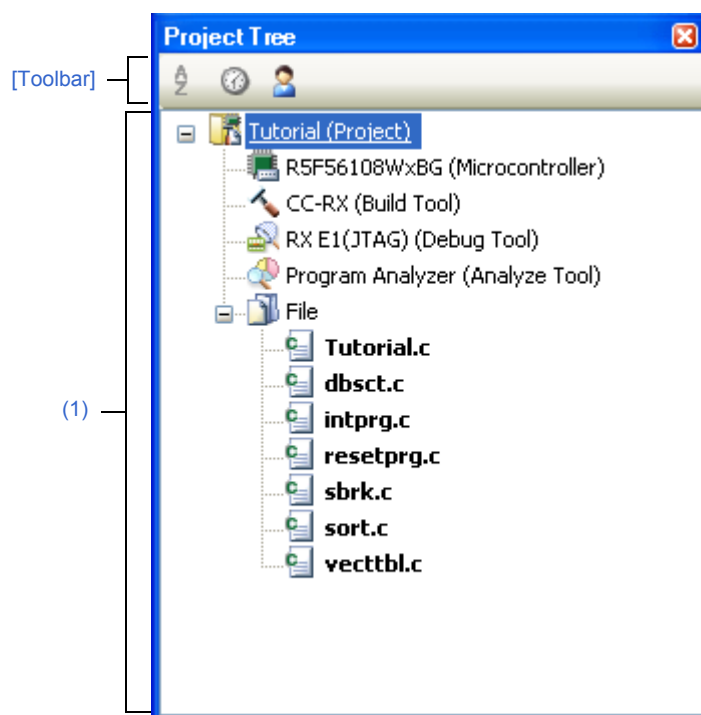 Project Tree
[Toolbar]
Tutorial (Project)
R5F56108WxBG (Microcontroller)
CC-RX (Build Tool)
RX E1(JTAG) (Debug Tool)
Program Analyzer (Analyze Tool)
File
Tutorial.c
dbsct.c
(1)
intprg.c
resetprg.c
sbrk.c
sort.c
vecttbl.c